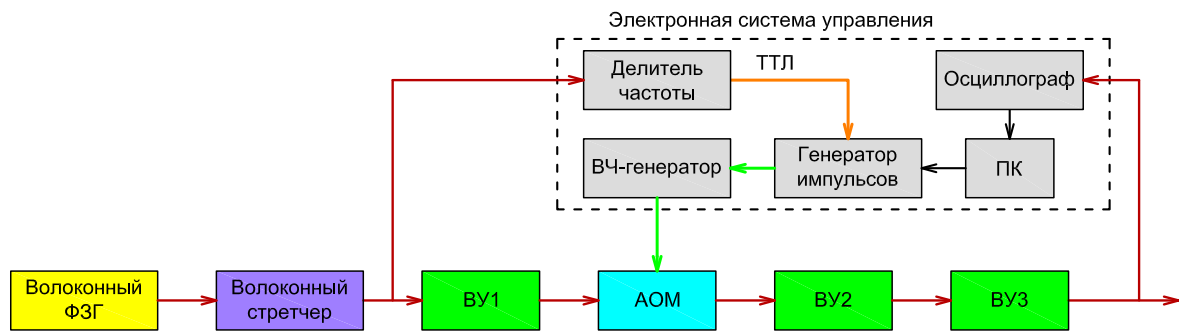 Электронная система управления
Делитель
частоты
ТТЛ
Осциллограф
ВЧ-генератор
Генератор
импульсов
ПК
Волоконный
ФЗГ
Волоконный
стретчер
ВУ1
АОМ
ВУ2
ВУ3